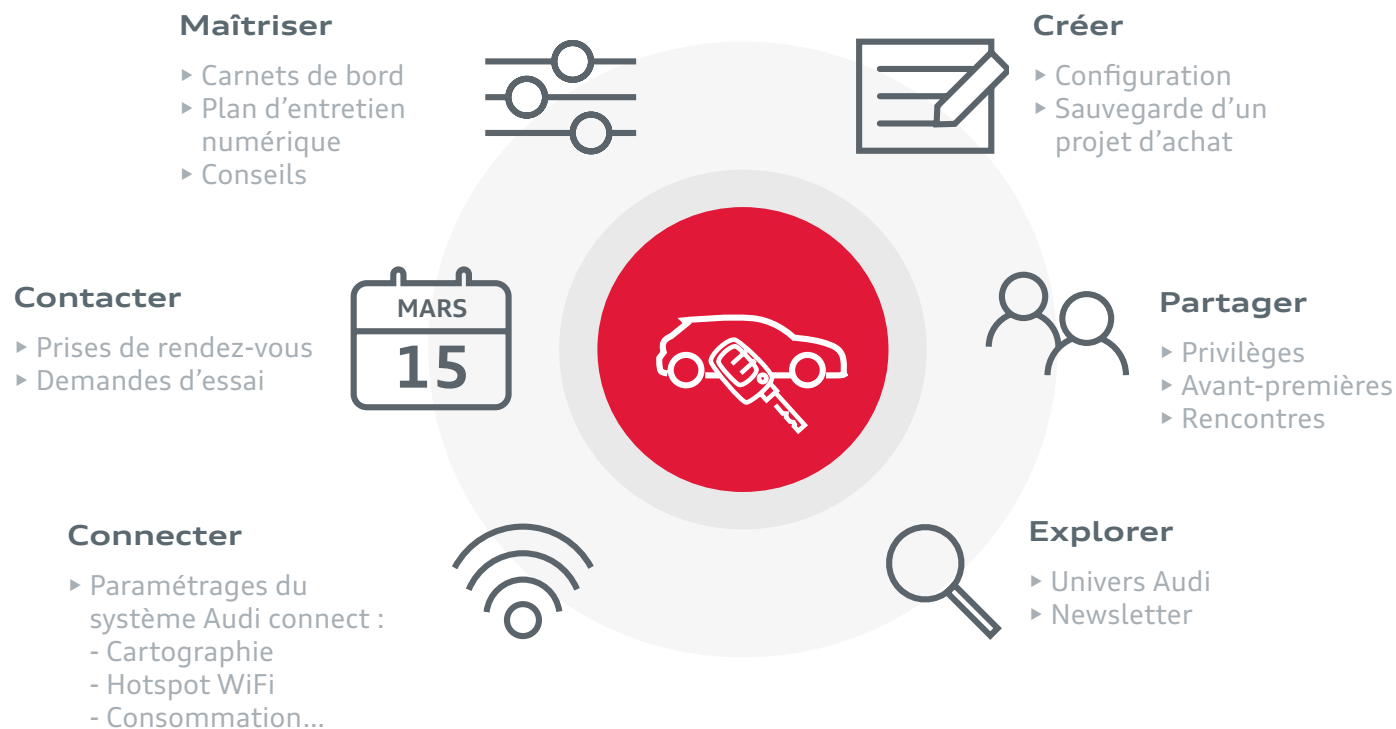 Maîtriser
▸ Carnets de bord
▸ Plan d’entretien
numérique
▸ Conseils
Créer
▸ Configuration
▸ Sauvegarde d’un
projet d’achat
Contacter
▸ Prises de rendez-vous
▸ Demandes d’essai
MARS
15
Partager
▸ Privilèges
▸ Avant-premières
▸ Rencontres
Connecter
▸ Paramétrages du
système Audi connect :
- Cartographie
- Hotspot WiFi
- Consommation...
Explorer
▸ Univers Audi
▸ Newsletter